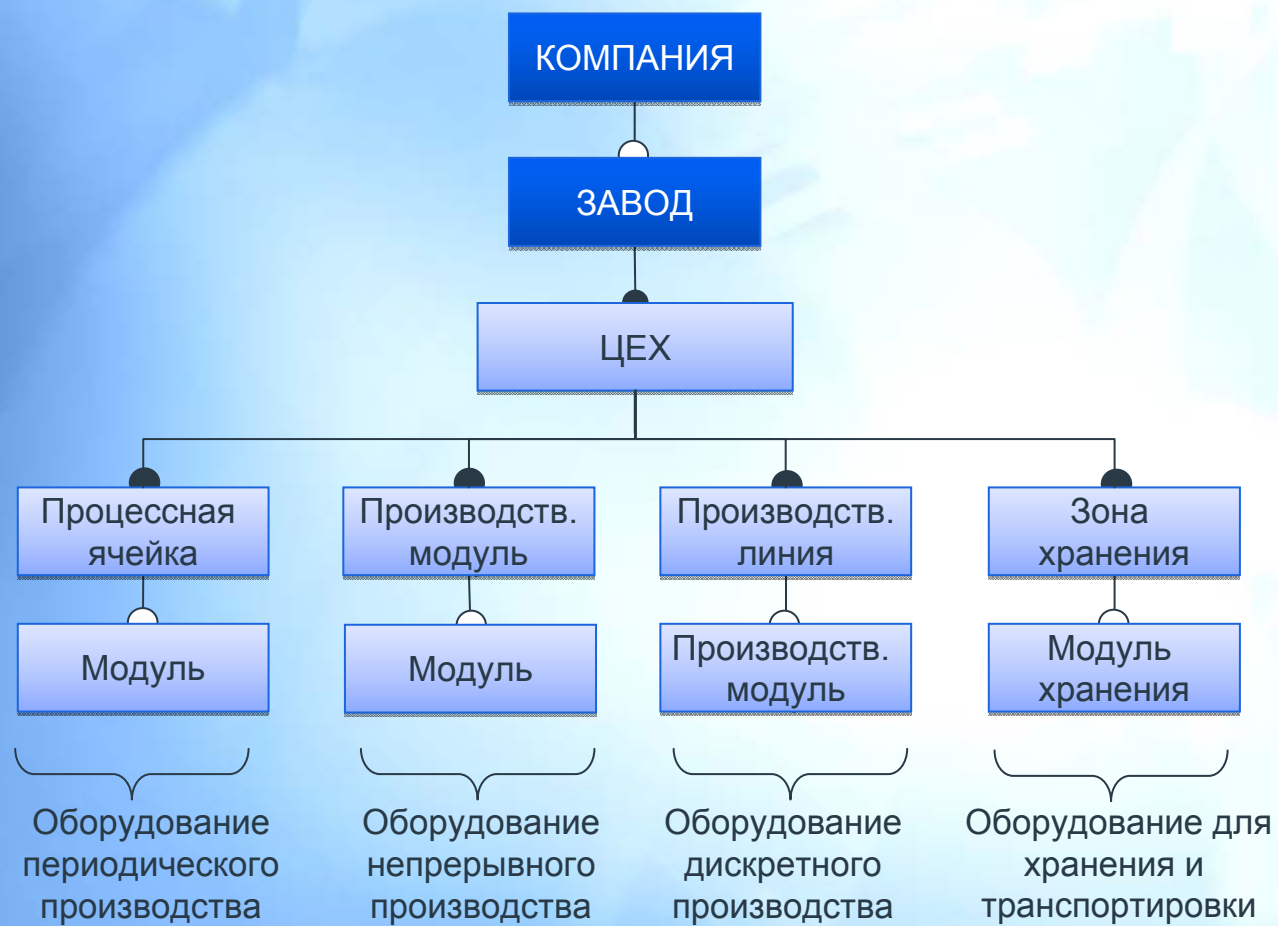 КОМПАНИЯ
ЗАВОД
ЦЕХ
Процессная
ячейка
Производств.
модуль
Производств.
линия
Зона
хранения
Модуль
Модуль
Производств.
модуль
Модуль
хранения
Оборудование
периодического
производства
Оборудование
непрерывного
производства
Оборудование
дискретного
производства
Оборудование для
хранения и
транспортировки